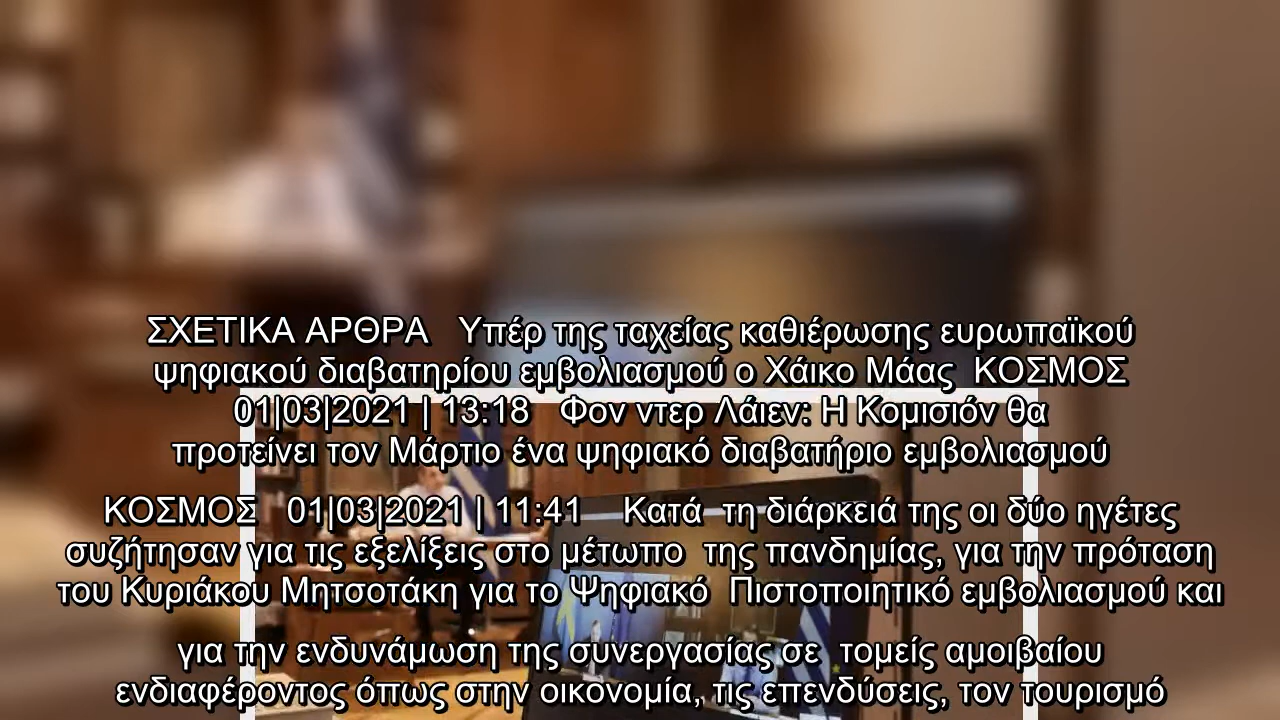 ΣΧΕΤΙΚΑ ΑΡΘΡΑ   Υπέρ της ταχείας καθιέρωσης ευρωπαϊκού
ψηφιακού διαβατηρίου εμβολιασμού ο Χάικο Μάας  ΚΟΣΜΟΣ
01|03|2021 | 13:18   Φον ντερ Λάιεν: Η Κομισιόν θα
προτείνει τον Μάρτιο ένα ψηφιακό διαβατήριο εμβολιασμού
ΚΟΣΜΟΣ   01|03|2021 | 11:41    Κατά  τη διάρκειά της οι δύο ηγέτες
συζήτησαν για τις εξελίξεις στο μέτωπο  της πανδημίας, για την πρόταση
του Κυριάκου Μητσοτάκη για το Ψηφιακό  Πιστοποιητικό εμβολιασμού και
για την ενδυνάμωση της συνεργασίας σε  τομείς αμοιβαίου
ενδιαφέροντος όπως στην οικονομία, τις επενδύσεις, τον τουρισμό